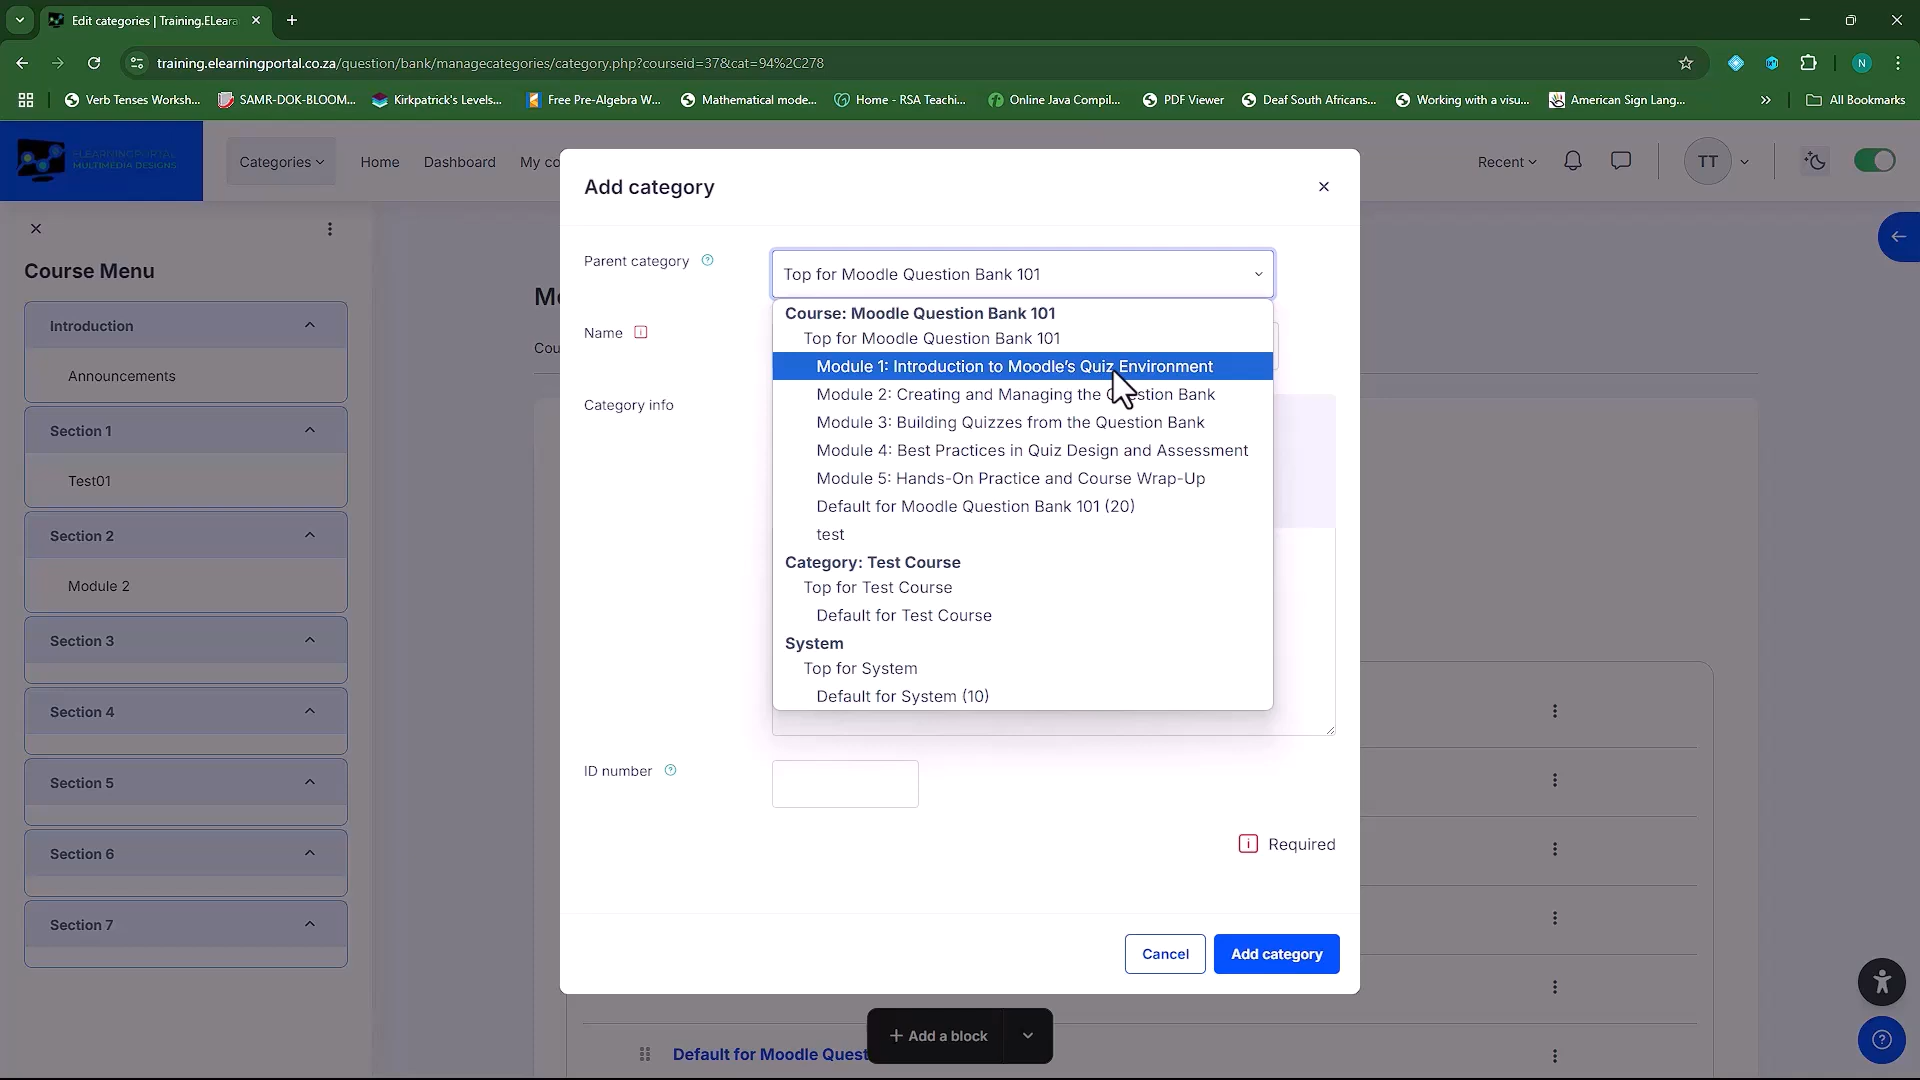 Edit categories | Training.ELeara
training.elearningportal.co.za/question/bank/managecategories/category.php?courseid=37&cat=94%2C278
Verb Tenses Worksh...
SAMR-DOK-BLOOM...
Kirkpatrick's Levels...
Free Pre-Algebra W...
Mathematical mode...
Home - RSA Teachi...
Online Java Compil...
PDF Viewer
Deaf South Africans...
Working with a visu...
American Sign Lang...
All Bookmarks
ELEARNINGPORTAL
MULTIMEDIA DESIGNS
Categories
Home
Dashboard
My co
Recent
TT
N
Course Menu
Introduction
Announcements
Section 1
Test01
Section 2
Module 2
Section 3
Section 4
Section 5
Section 6
Section 7
Mo
Cou
Add category
Parent category
Top for Moodle Question Bank 101
Course: Moodle Question Bank 101
Top for Moodle Question Bank 101
Module 1: Introduction to Moodle's Quiz Environment
Module 2: Creating and Managing the Question Bank
Module 3: Building Quizzes from the Question Bank
Module 4: Best Practices in Quiz Design and Assessment
Module 5: Hands-On Practice and Course Wrap-Up
Default for Moodle Question Bank 101 (20)
test
Category: Test Course
Top for Test Course
Default for Test Course
System
Top for System
Default for System (10)
Name
Category info
ID number
Required
Cancel
Add category
+ Add a block
Default for Moodle Quest